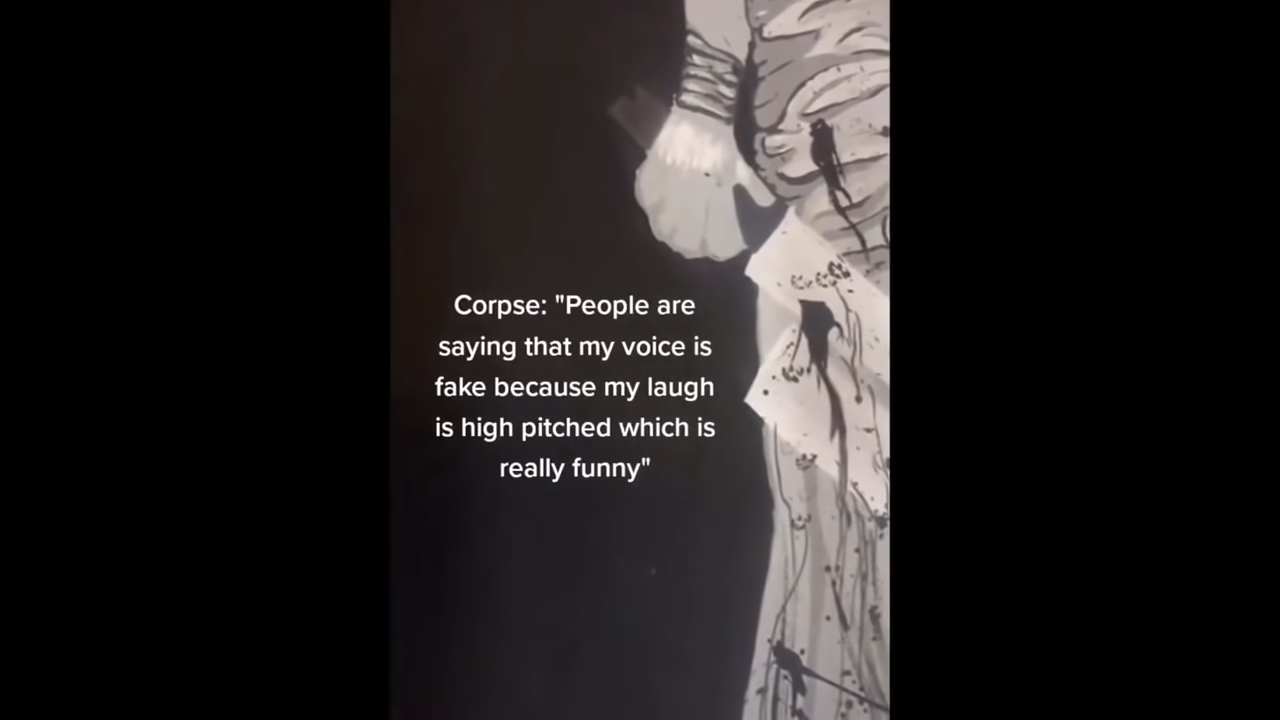 Corpse: "People are
saying that my voice is
fake because my laugh
is high pitched which is
really funny"